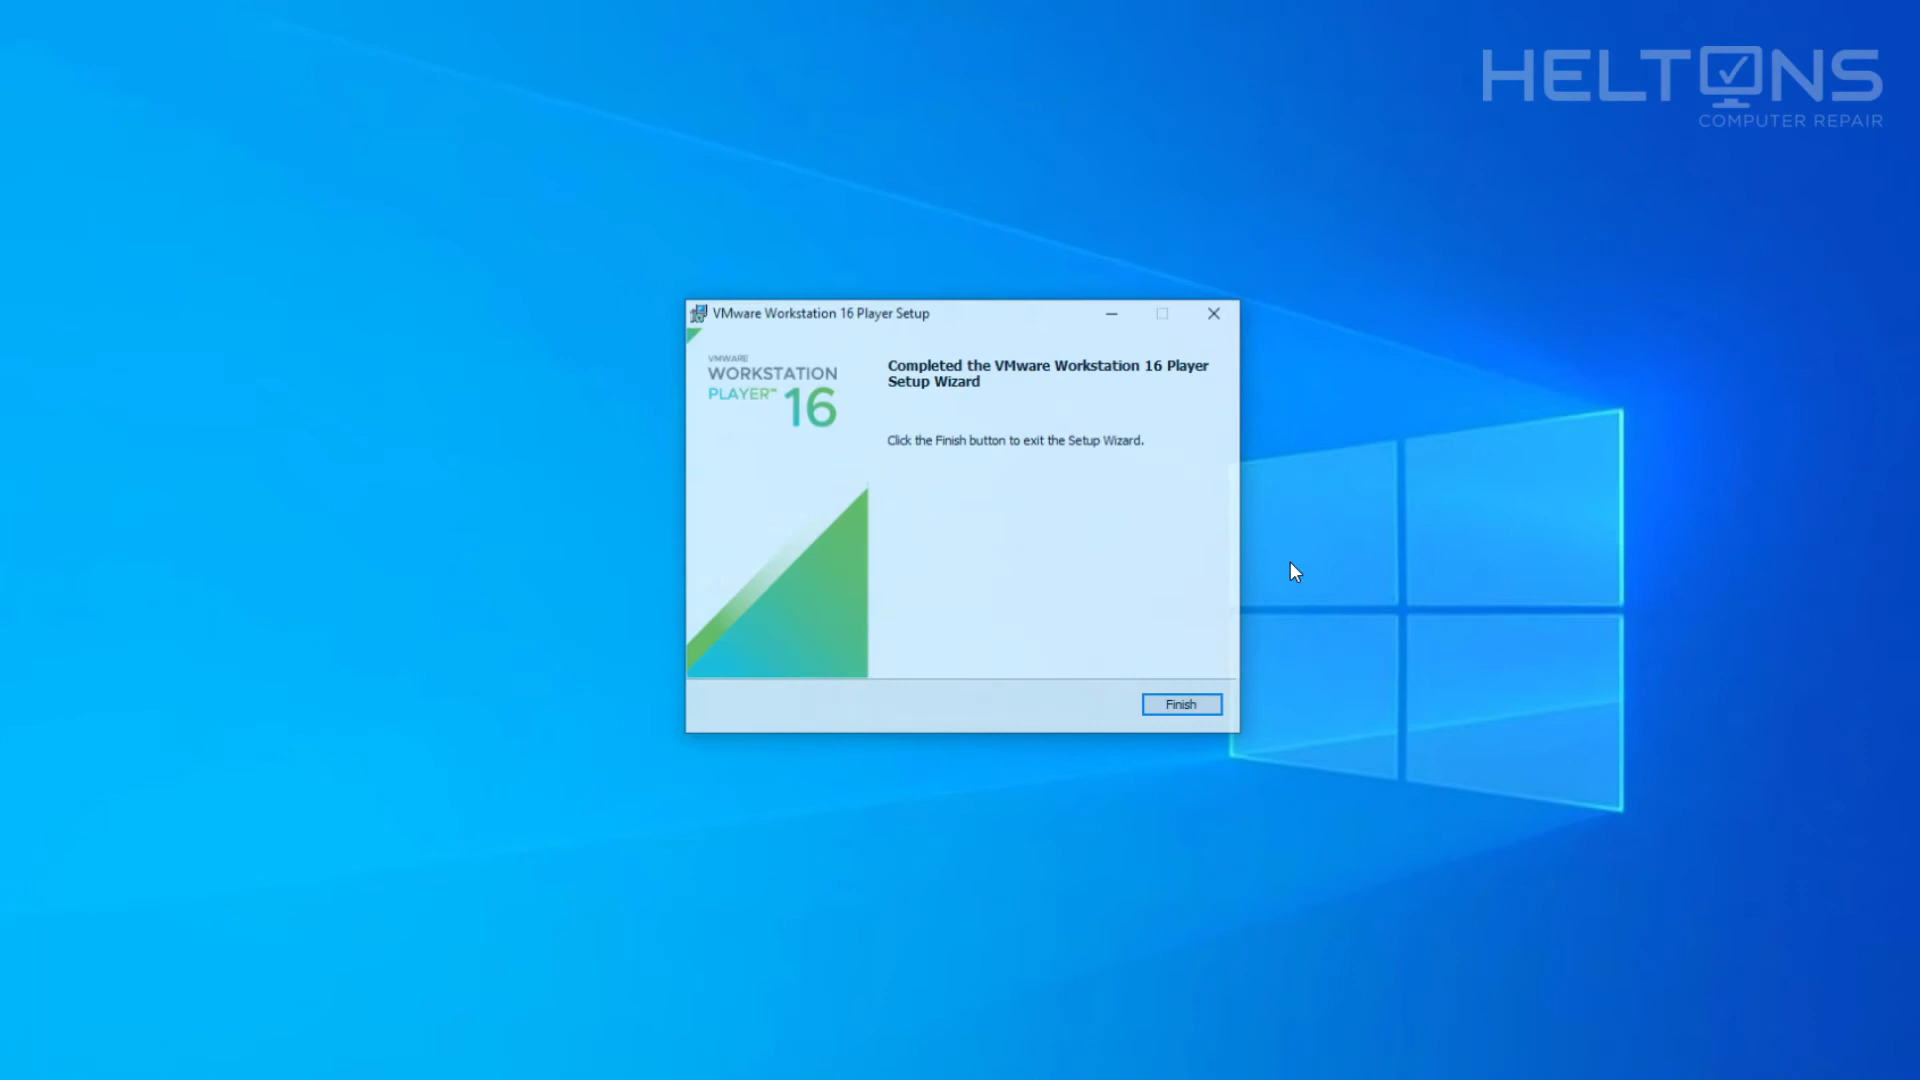 HELTONS
COMPUTER REPAIR
VMware Workstation 16 Player Setup
VMWARE
WORKSTATION
PLAYER™ 16
Completed the VMware Workstation 16 Player
Setup Wizard
Click the Finish button to exit the Setup Wizard.
Finish